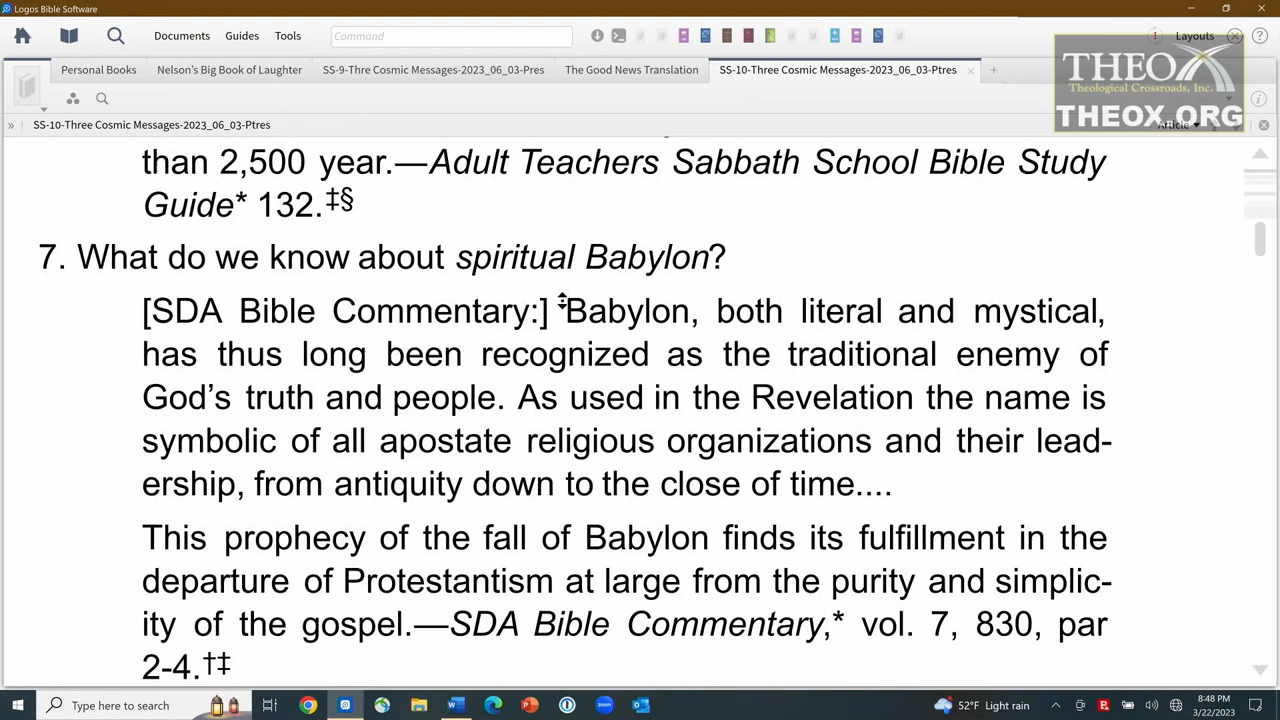 Logos Bible Software
Documents Guides Tools Command Layouts
Personal Books Nelson's Big Book of Laughter SS-9-Thre Cosmic Messages-2023_06_03-Ptres The Good News Translation SS-10-Three Cosmic Messages-2023_06_03-Ptres
THEOX
Theological Crossroads, Inc.
THEOX.ORG
SS-10-Three Cosmic Messages-2023_06_03-Ptres Article
than 2,500 year.—Adult Teachers Sabbath School Bible Study
Guide* 132.‡§
7. What do we know about spiritual Babylon?
[SDA Bible Commentary:] Babylon, both literal and mystical,
has thus long been recognized as the traditional enemy of
God's truth and people. As used in the Revelation the name is
symbolic of all apostate religious organizations and their lead-
ership, from antiquity down to the close of time....
This prophecy of the fall of Babylon finds its fulfillment in the
departure of Protestantism at large from the purity and simplic-
ity of the gospel.—SDA Bible Commentary,* vol. 7, 830, par
2-4.†‡
Type here to search 52°F Light rain 8:48 PM
3/22/2023